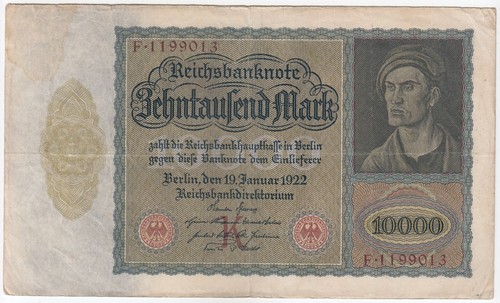 F·1199013
Reichsbanknote
Zehntausend Mark
zahlt die Reichsbankhauptkasse in Berlin
gegen diese Banknote dem Einlieferer
Berlin, den 19. Januar 1922
Reichsbankdirektorium
K
10000
F·1199013